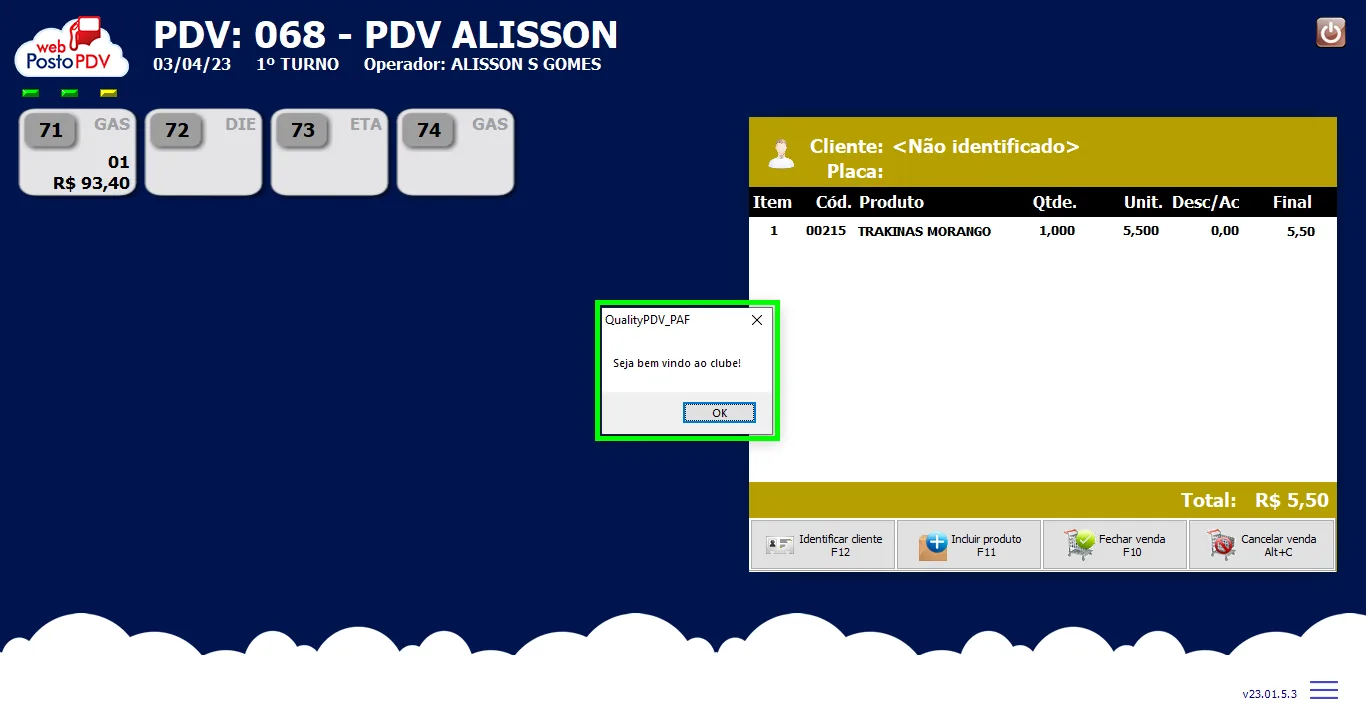 web
PostoPDV
PDV: 068 - PDV ALISSON
03/04/23 1º TURNO Operador: ALISSON S GOMES
71 GAS
01
R$ 93,40
72 DIE
73 ETA
74 GAS
Cliente: <Não identificado>
Placa:
Item Cód. Produto Qtde. Unit. Desc/Ac Final
1 00215 TRAKINAS MORANGO 1,000 5,500 0,00 5,50
QualityPDV_PAF
Seja bem vindo ao clube!
OK
Total: R$ 5,50
Identificar cliente
F12
Incluir produto
F11
Fechar venda
F10
Cancelar venda
Alt+C
v23.01.5.3